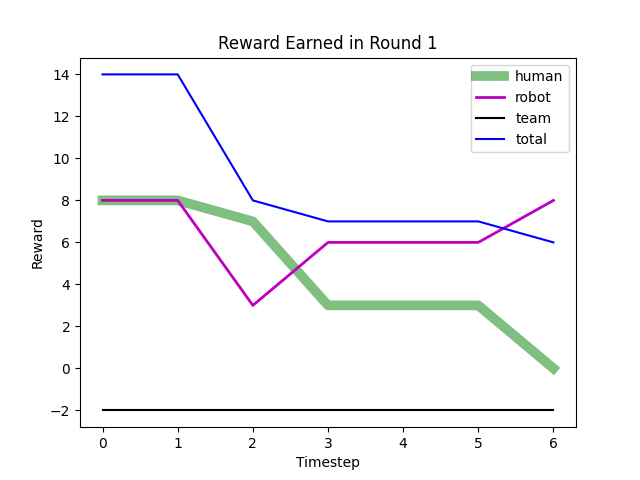 Reward Earned in Round 1
human
robot
team
total
Reward
14
12
10
8
6
4
2
0
−2
0 1 2 3 4 5 6
Timestep